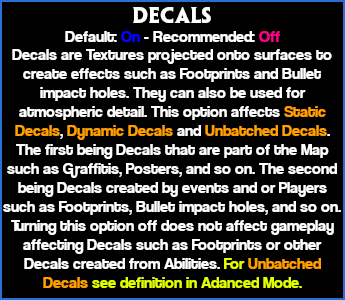 DECALS
Default: On - Recommended: Off
Decals are Textures projected onto surfaces to
create effects such as Footprints and Bullet
impact holes. They can also be used for
atmospheric detail. This option affects Static
Decals, Dynamic Decals and Unbatched Decals.
The first being Decals that are part of the Map
such as Graffitis, Posters, and so on. The second
being Decals created by events and or Players
such as Footprints, Bullet impact holes, and so on.
Turning this option off does not affect gameplay
affecting Decals such as Footprints or other
Decals created from Abilities. For Unbatched
Decals see definition in Adanced Mode.